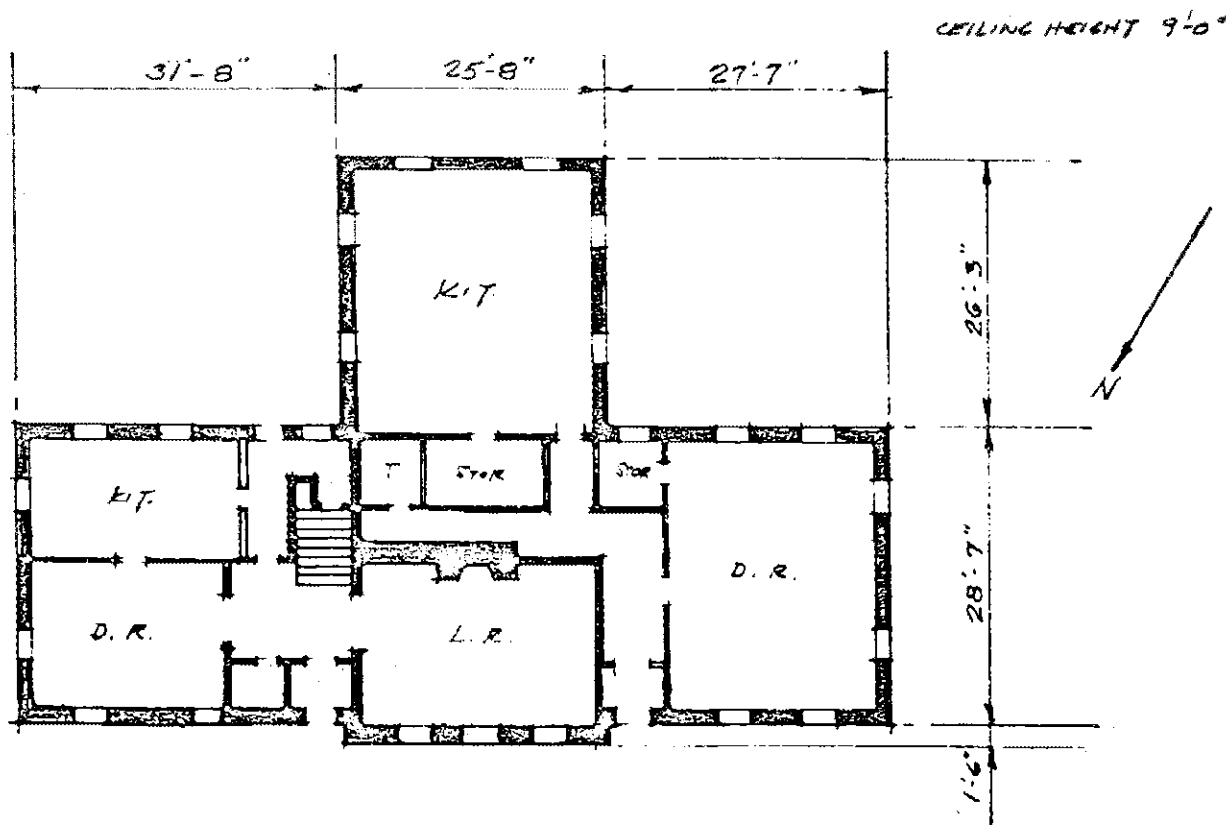 CEILING HEIGHT 9'-0"
31'-8"
25'-8"
27'-7"
KIT.
26'-3"
N
KIT.
T
STOR
STOR
D.R.
28'-7"
D.R.
L.R.
1'-6"